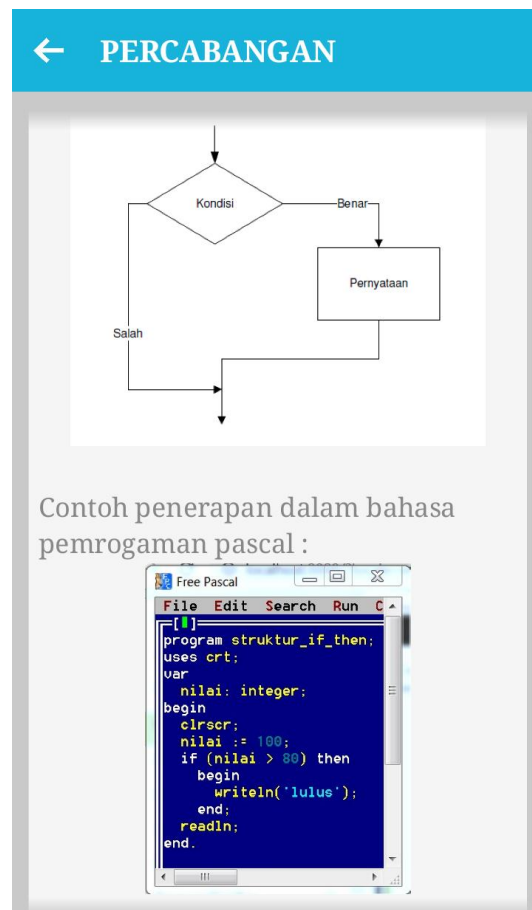 PERCABANGAN
Kondisi
Benar
Pernyataan
Salah
Contoh penerapan dalam bahasa
pemrogaman pascal :
Free Pascal
File Edit Search Run C
program struktur_if_then;
uses crt;
var
nilai: integer;
begin
clrscr;
nilai := 100;
if (nilai > 80) then
begin
writeln('lulus');
end;
readln;
end.